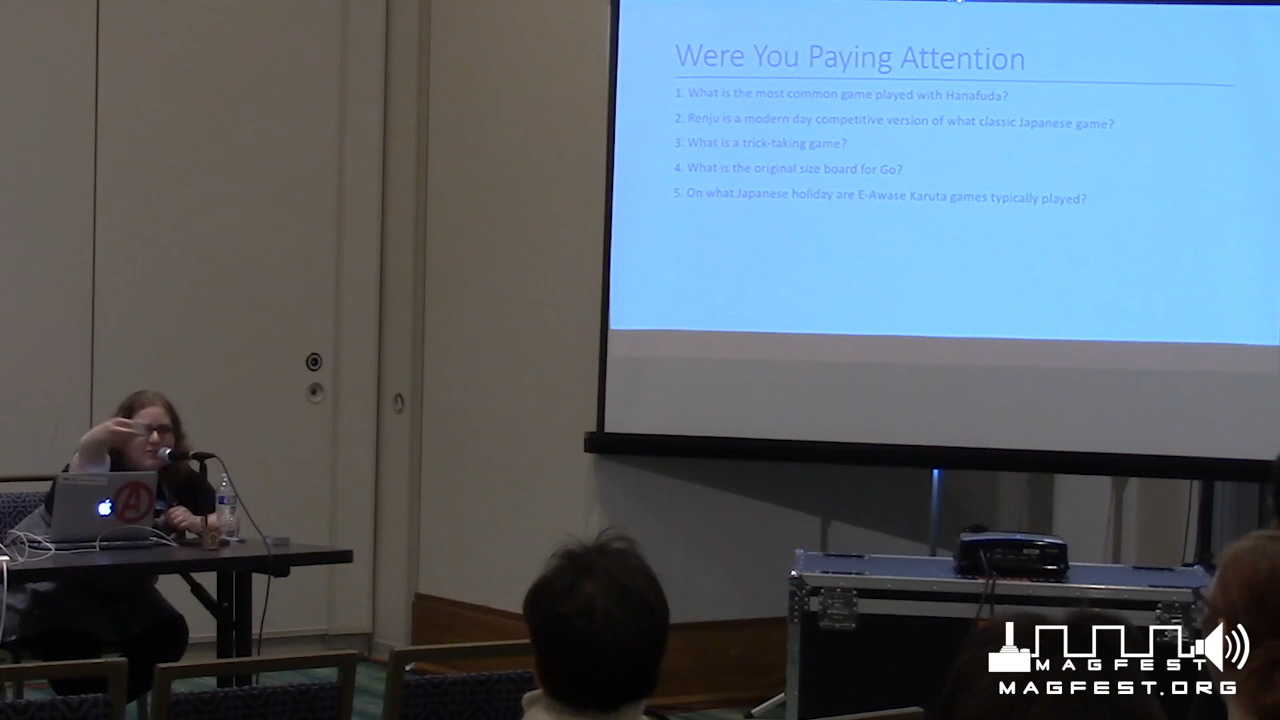 Were You Paying Attention
1. What is the most common game played with Hanafuda?
2. Renju is a modern day competitive version of what classic Japanese game?
3. What is a trick-taking game?
4. What is the original size board for Go?
5. On what Japanese holiday are E-Awase Karuta games typically played?
MAGFEST
MAGFEST.ORG